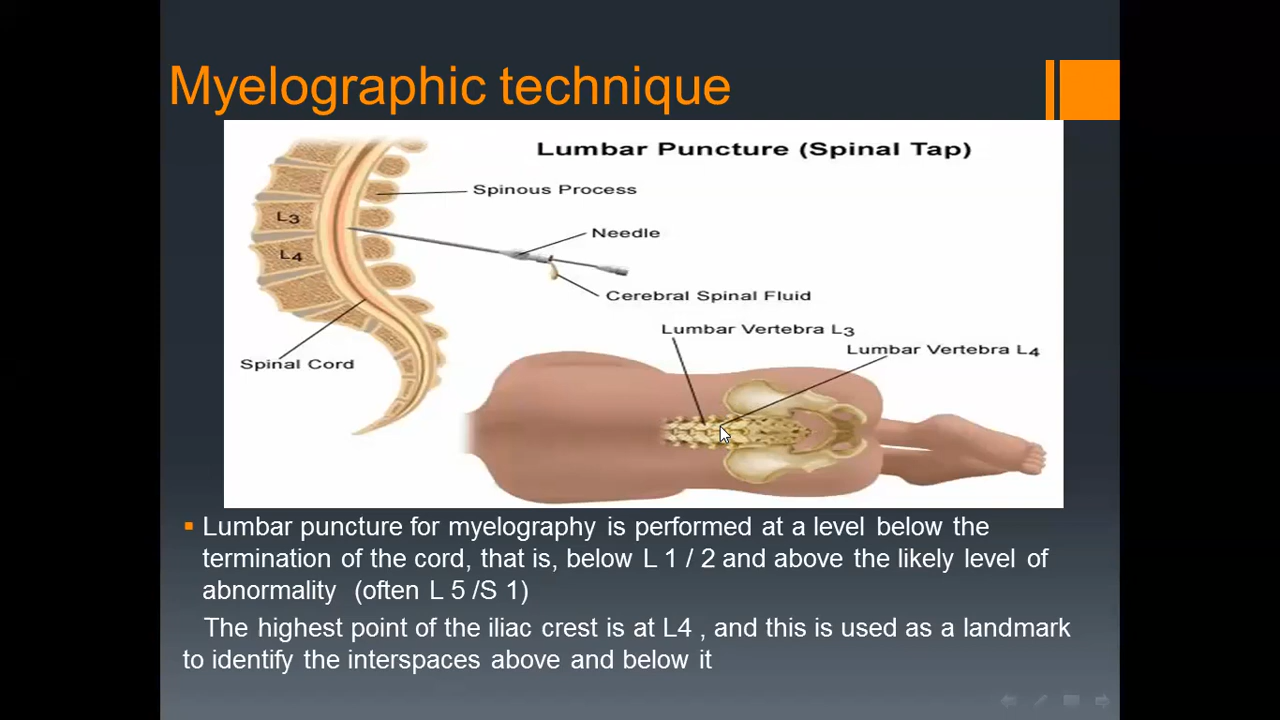 Myelographic technique
Lumbar Puncture (Spinal Tap)
Spinous Process
L3
Needle
L4
Cerebral Spinal Fluid
Lumbar Vertebra L3
Lumbar Vertebra L4
Spinal Cord
▪ Lumbar puncture for myelography is performed at a level below the
termination of the cord, that is, below L 1 / 2 and above the likely level of
abnormality (often L 5 /S 1)
The highest point of the iliac crest is at L4 , and this is used as a landmark
to identify the interspaces above and below it